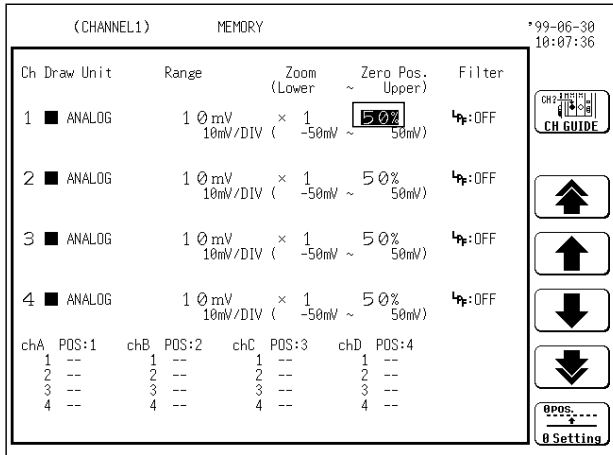 (CHANNEL1) MEMORY '99-06-30
10:07:36
Ch Draw Unit Range Zoom Zero Pos. Filter
(Lower ~ Upper)
1 ■ ANALOG 10mV × 1 50% LPF:OFF
10mV/DIV ( -50mV ~ 50mV)
2 ■ ANALOG 10mV × 1 50% LPF:OFF
10mV/DIV ( -50mV ~ 50mV)
3 ■ ANALOG 10mV × 1 50% LPF:OFF
10mV/DIV ( -50mV ~ 50mV)
4 ■ ANALOG 10mV × 1 50% LPF:OFF
10mV/DIV ( -50mV ~ 50mV)
chA POS:1 chB POS:2 chC POS:3 chD POS:4
1 -- 1 -- 1 -- 1 --
2 -- 2 -- 2 -- 2 --
3 -- 3 -- 3 -- 3 --
4 -- 4 -- 4 -- 4 --
CH?
CH GUIDE
0POS.
0 Setting